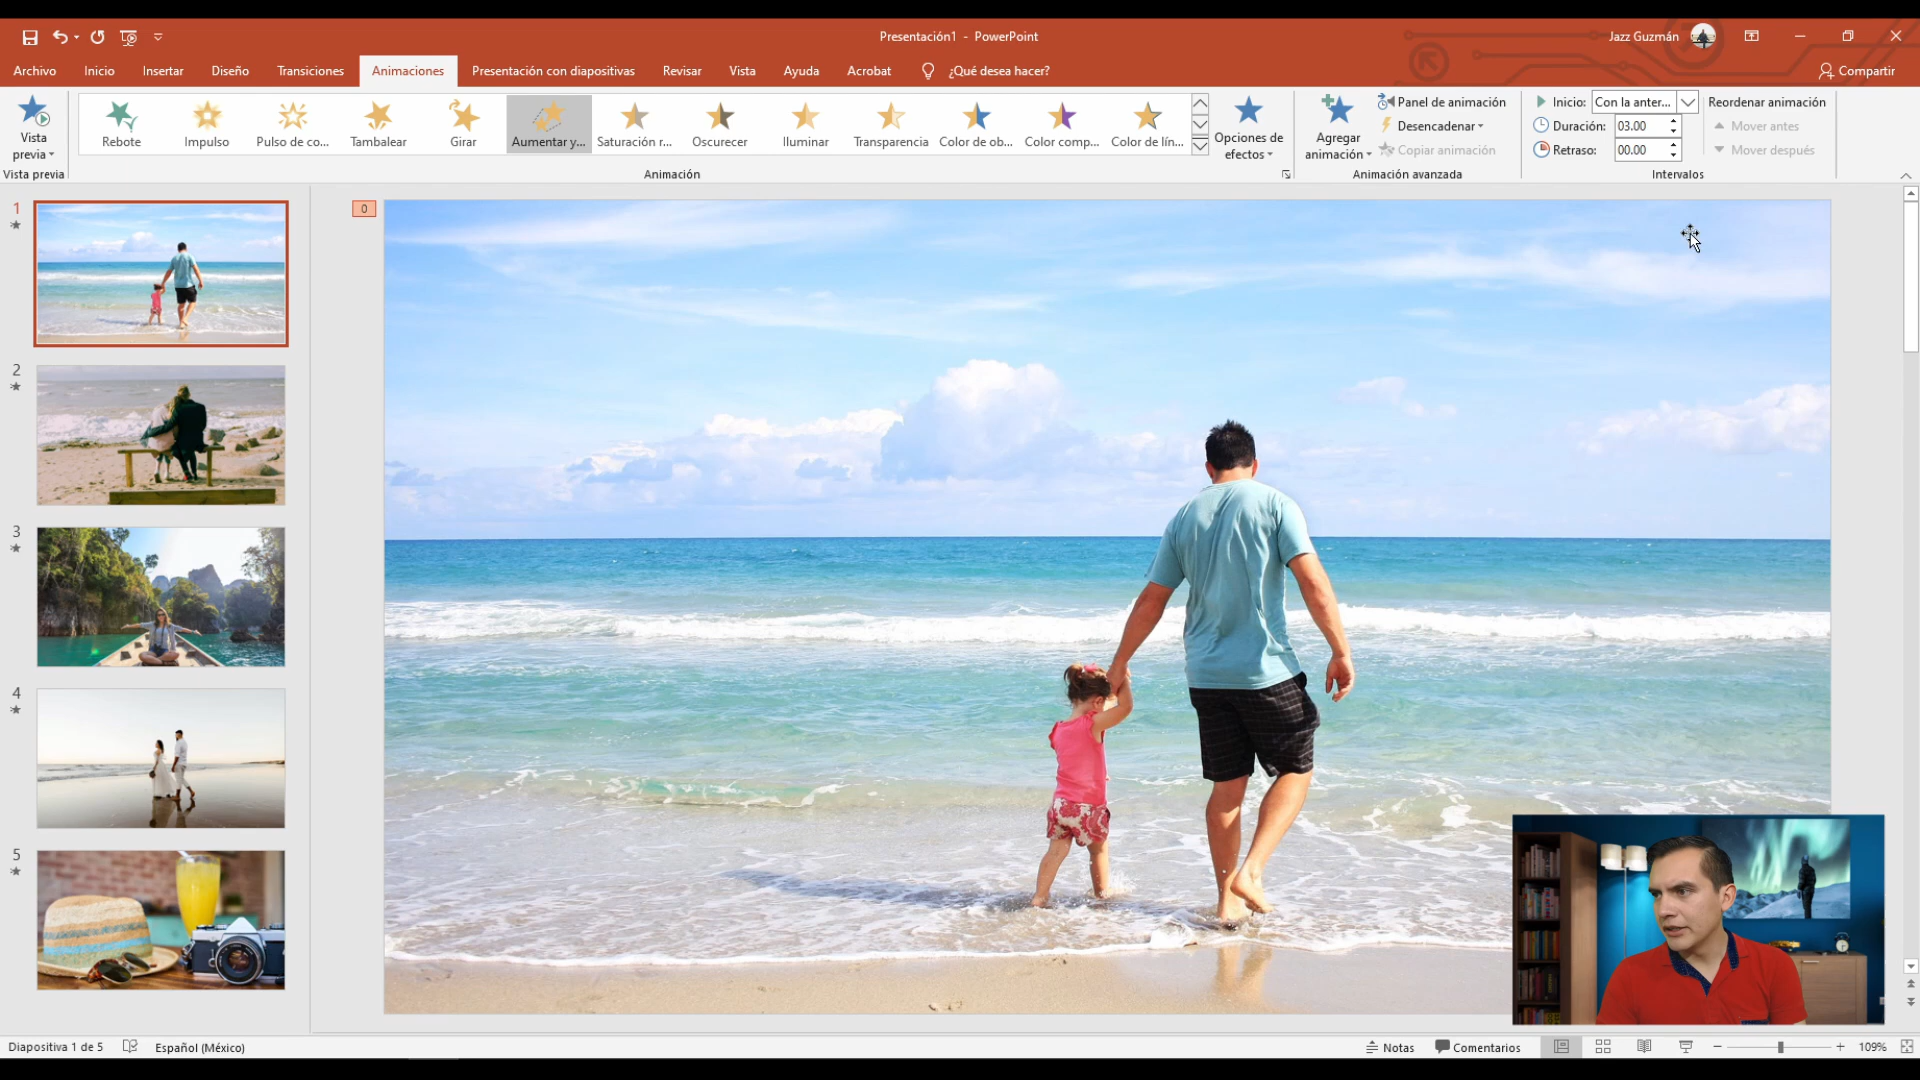 Presentación1 - PowerPoint
Jazz Guzmán
Archivo
Inicio
Insertar
Diseño
Transiciones
Animaciones
Presentación con diapositivas
Revisar
Vista
Ayuda
Acrobat
¿Qué desea hacer?
Compartir
Vista
previa
Vista previa
Rebote
Impulso
Pulso de co...
Tambalear
Girar
Aumentar y...
Saturación r...
Oscurecer
Iluminar
Transparencia
Color de ob...
Color comp...
Color de lín...
Animación
Opciones de
efectos
Agregar
animación
Panel de animación
Desencadenar
Copiar animación
Animación avanzada
Inicio: Con la anter...
Duración: 03.00
Retraso: 00.00
Reordenar animación
Mover antes
Mover después
Intervalos
1
2
3
4
5
0
Diapositiva 1 de 5
Español (México)
Notas
Comentarios
109%